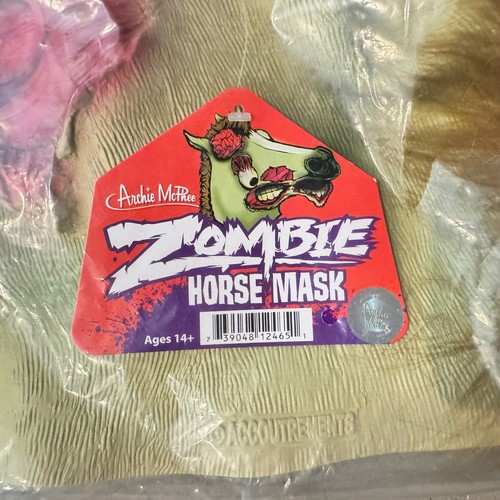 Archie McPhee
ZOMBIE
HORSE MASK
Ages 14+
7 39048 12465 1
© ACCOUTREMENTS